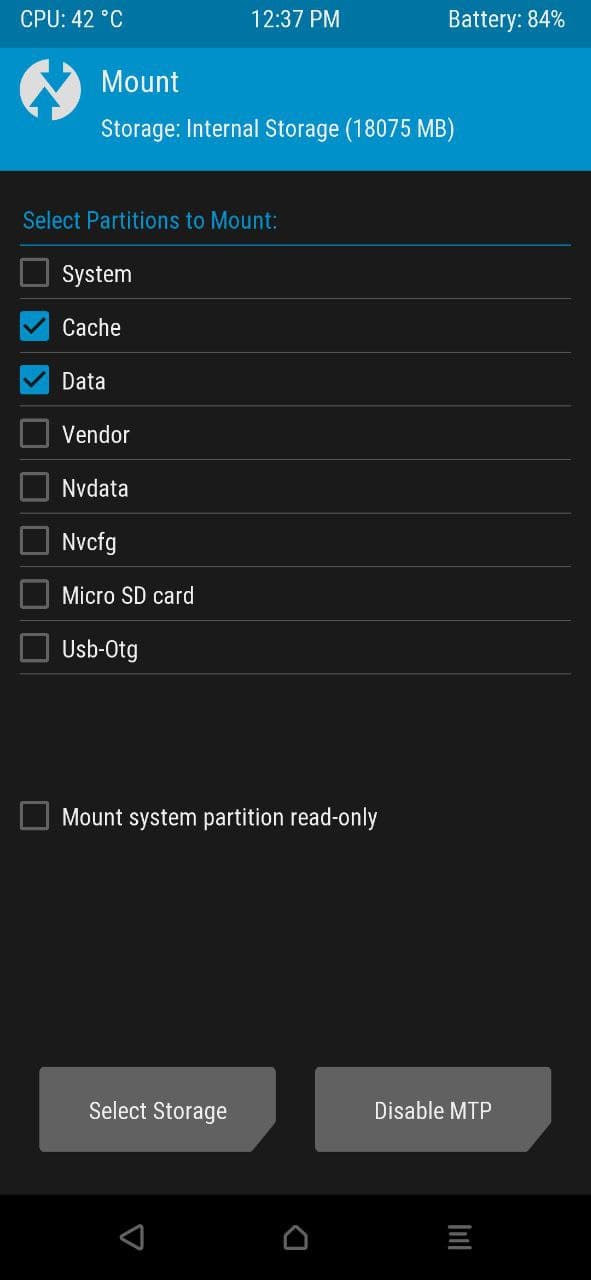 CPU: 42 °C 12:37 PM Battery: 84%
Mount
Storage: Internal Storage (18075 MB)
Select Partitions to Mount:
System
Cache
Data
Vendor
Nvdata
Nvcfg
Micro SD card
Usb-Otg
Mount system partition read-only
Select Storage Disable MTP